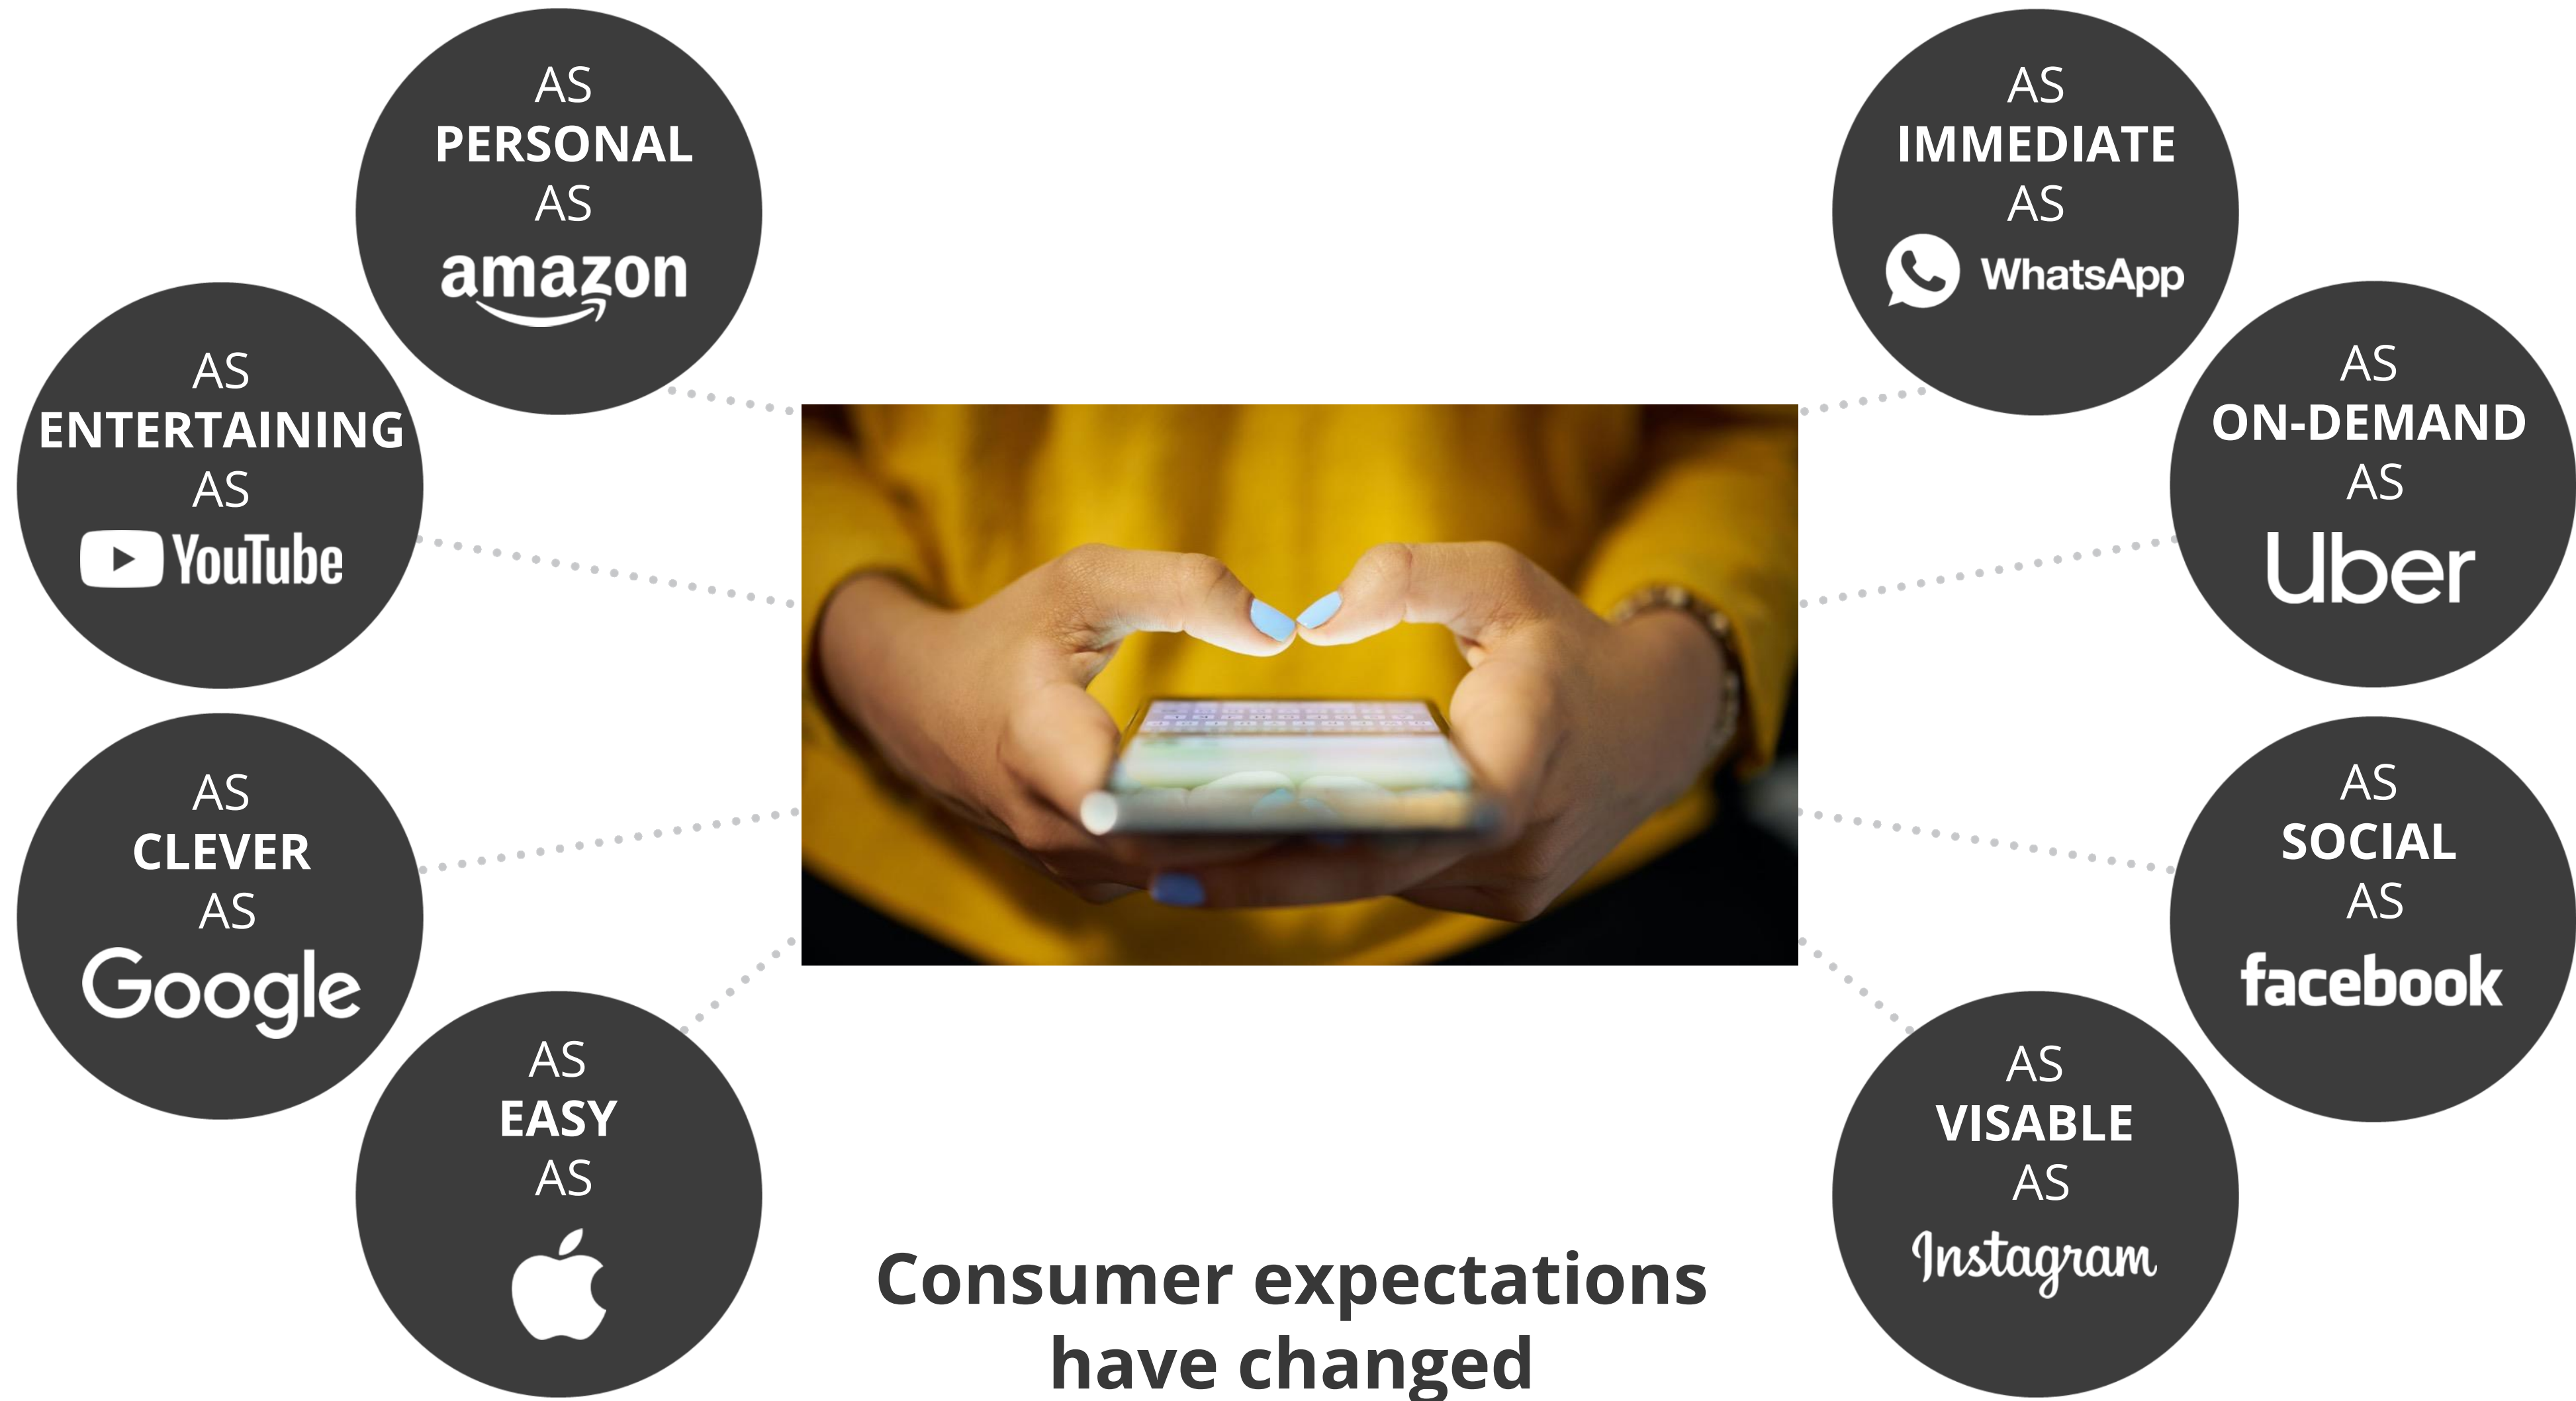 AS
PERSONAL
AS
amazon
AS
ENTERTAINING
AS
YouTube
AS
CLEVER
AS
Google
AS
EASY
AS
AS
IMMEDIATE
AS
WhatsApp
AS
ON-DEMAND
AS
Uber
AS
SOCIAL
AS
facebook
AS
VISABLE
AS
Instagram
Consumer expectations
have changed